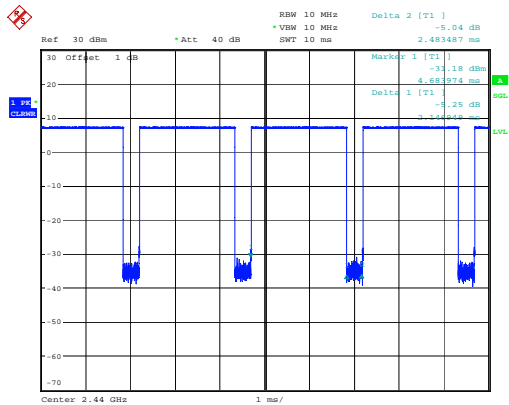 RBW 10 MHz Delta 2 [T1 ]
* VBW 10 MHz -5.04 dB
Ref 30 dBm * Att 40 dB SWT 10 ms 2.483487 ms
30 Offset 1 dB Marker 1 [T1 ]
-31.18 dBm
4.683974 ms
A
20
SGL
Delta 1 [T1 ]
1 PK *
-5.25 dB
CLRWR
10
LVL
0
-10
-20
-30
-40
-50
-60
-70
Center 2.44 GHz 1 ms/